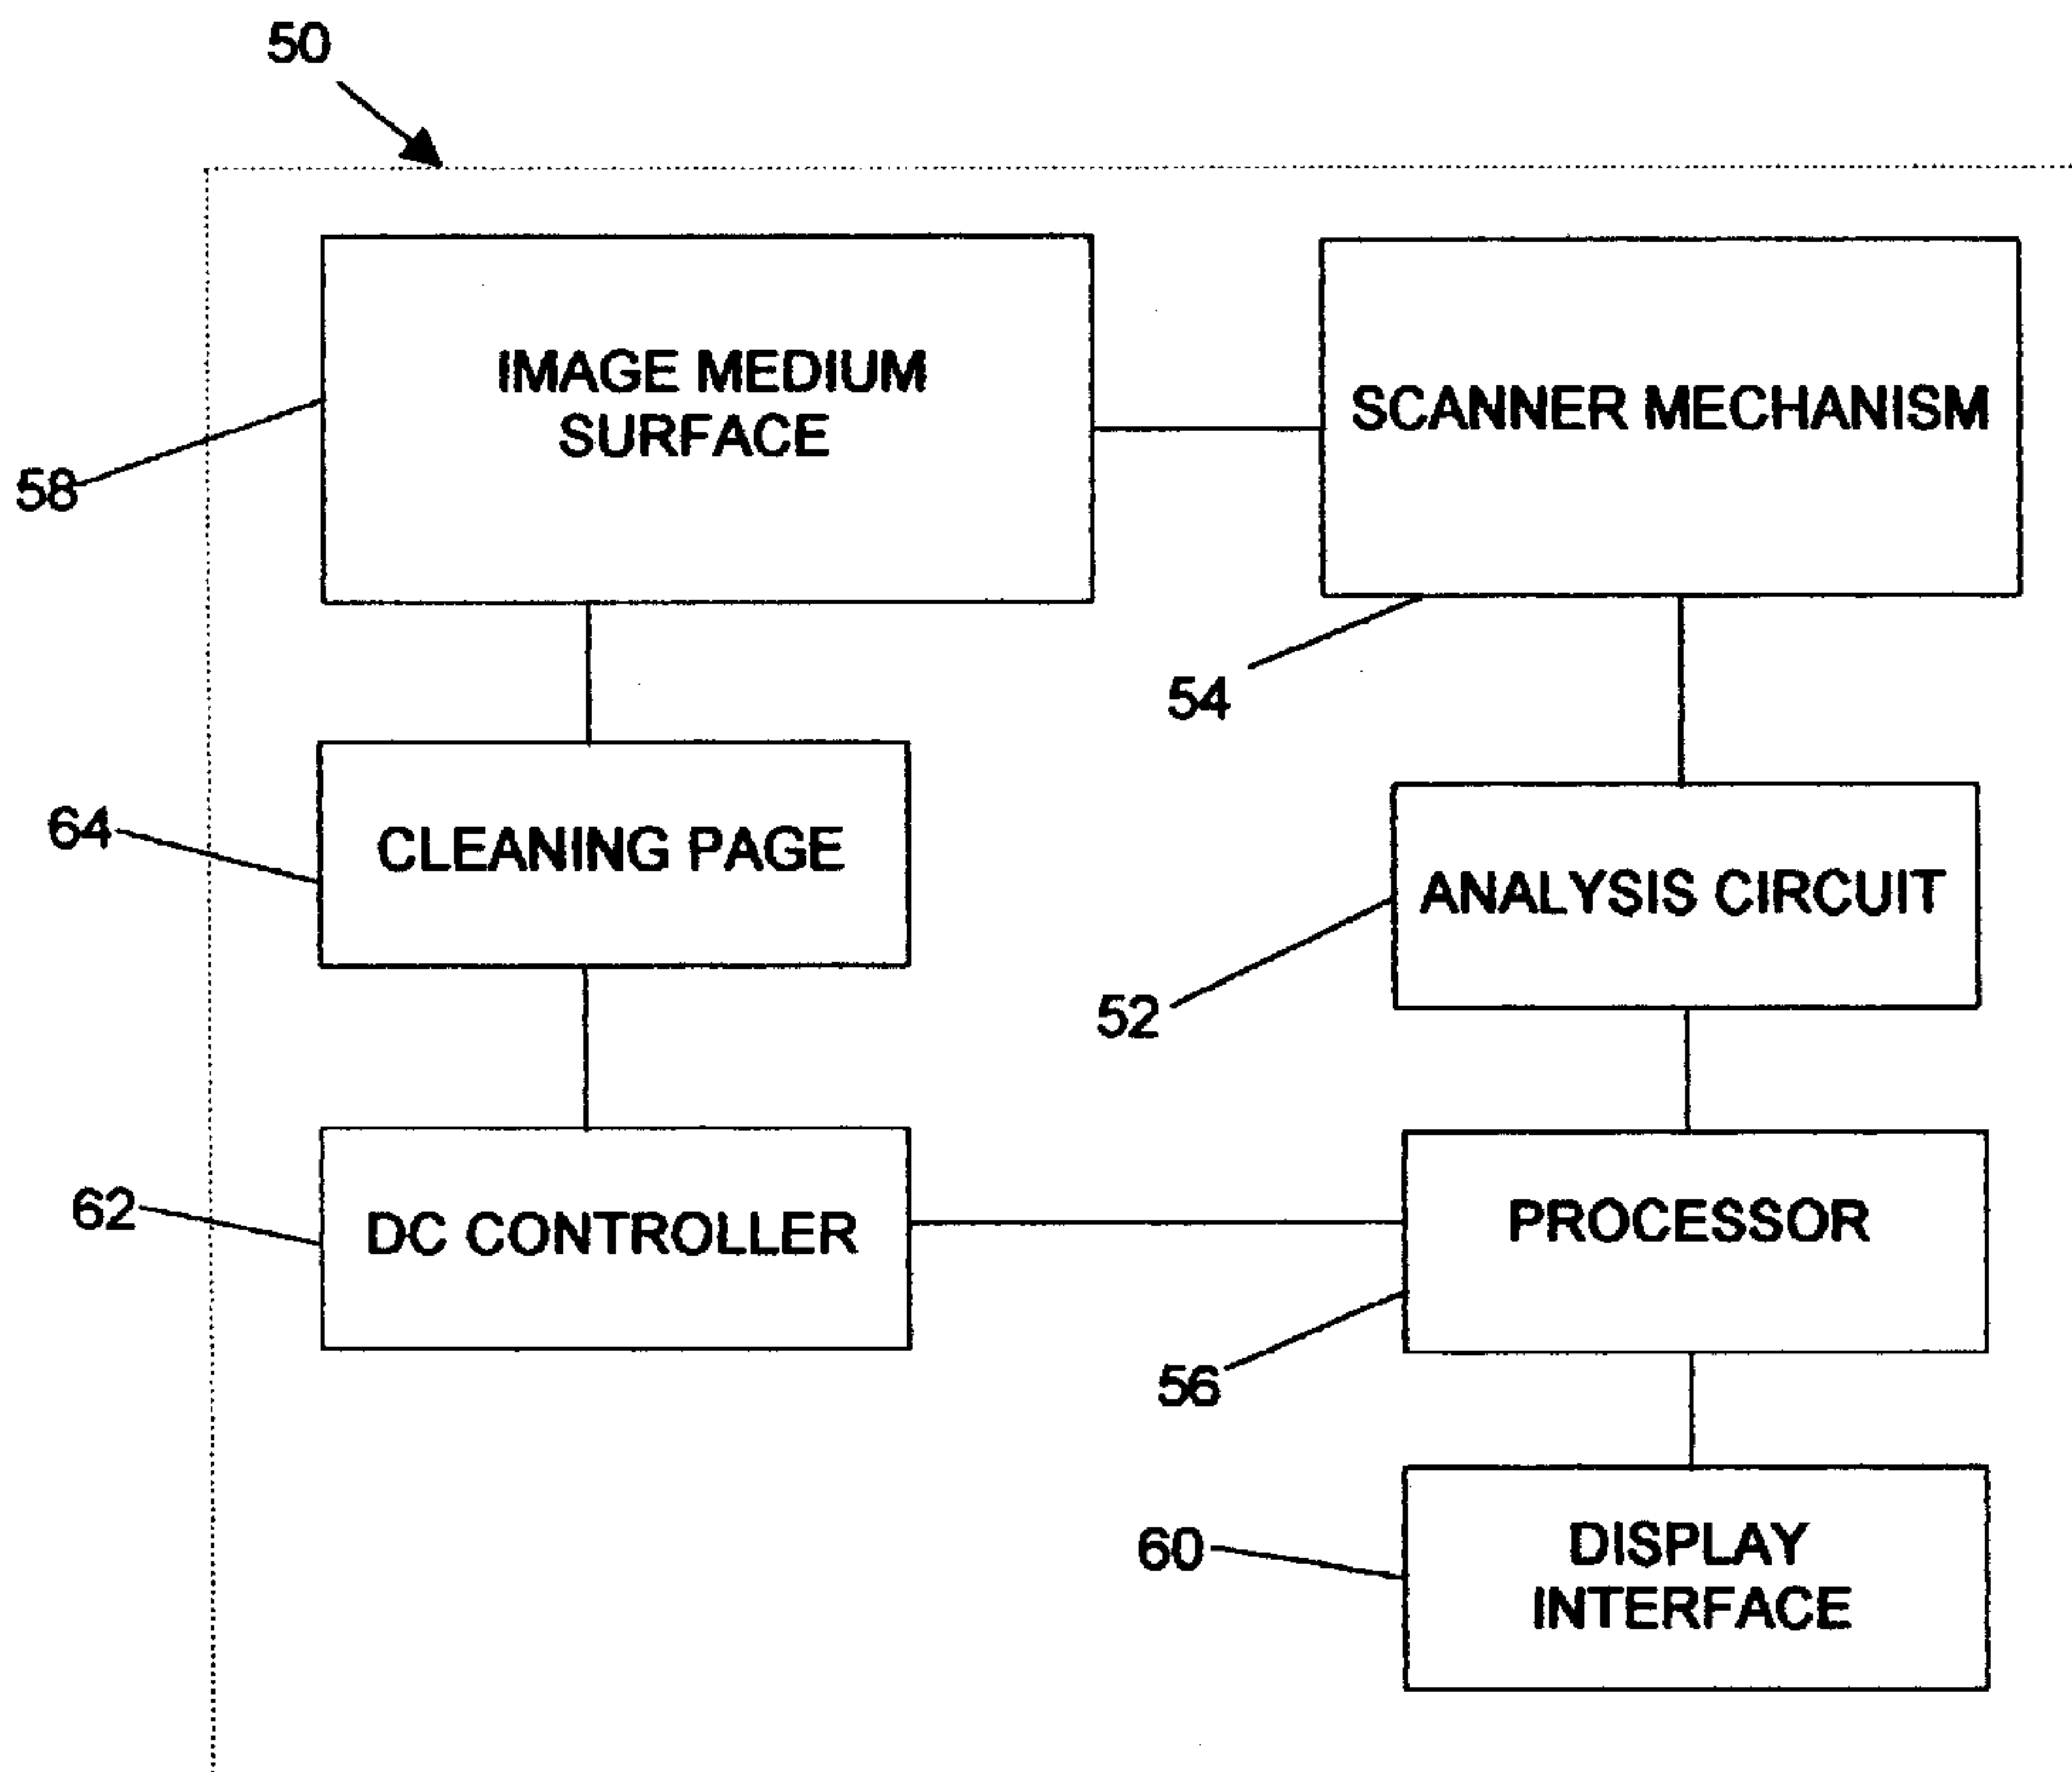 50
IMAGE MEDIUM
SURFACE
SCANNER MECHANISM
58
54
64
CLEANING PAGE
ANALYSIS CIRCUIT
52
62
DC CONTROLLER
PROCESSOR
56
60
DISPLAY
INTERFACE